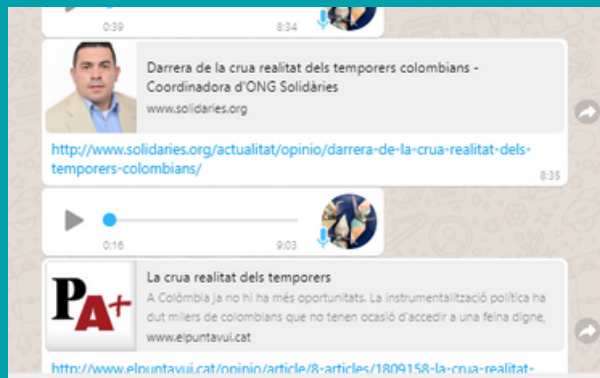 0:39 8:34
Darrera de la crua realitat dels temporers colombians -
Coordinadora d'ONG Solidàries
www.solidaries.org
http://www.solidaries.org/actualitat/opinio/darrera-de-la-crua-realitat-dels-
temporers-colombians/
8:35
0:16 9:03
PA+
La crua realitat dels temporers
A Colòmbia ja no hi ha més oportunitats. La instrumentalització política ha
dut milers de colombians que no tenen ocasió d'accedir a una feina digne,
www.elpuntavui.cat
http://www.elpuntavui.cat/opinio/article/8-articles/1809158-la-crua-realitat-